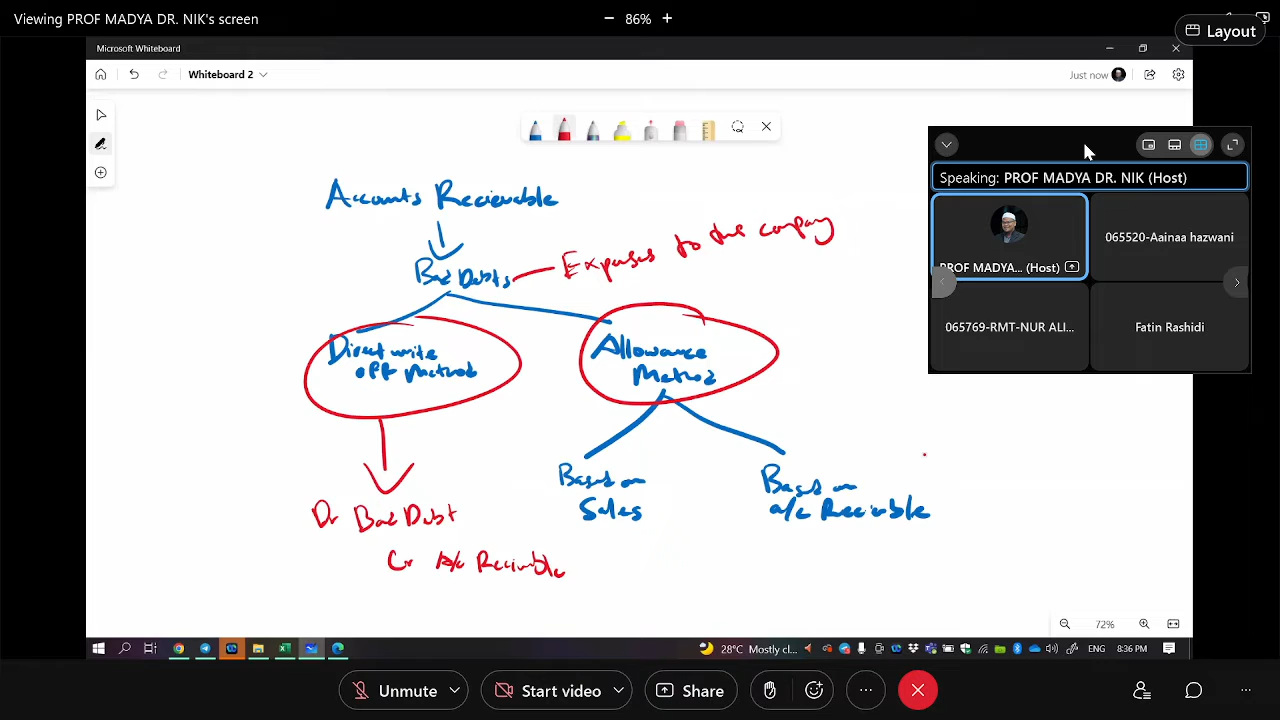 Viewing PROF MADYA DR. NIK's screen
86%
Layout
Microsoft Whiteboard
Whiteboard 2
Just now
Speaking: PROF MADYA DR. NIK (Host)
PROF MADYA... (Host)
065520-Aainaa hazwani
065769-RMT-NUR ALI...
Fatin Rashidi
Accounts Recievable
Bad Debts
Expenses to the company
Direct write
off Method
Allowance
Method
Based on
Sales
Based on
a/c Recievable
Dr Bad Debt
Cr A/c Recievable
72%
28°C Mostly cl...
ENG
8:36 PM
Unmute
Start video
Share